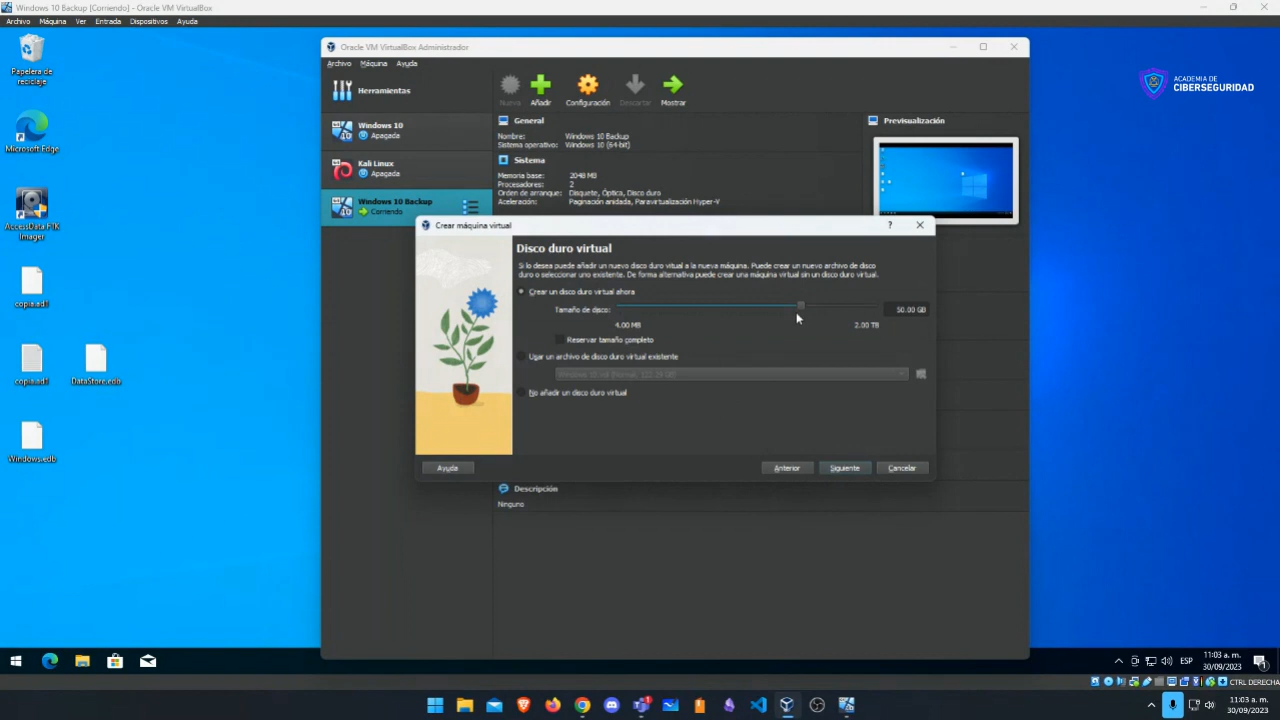 Windows 10 Backup [Corriendo] - Oracle VM VirtualBox
Archivo Máquina Ver Entrada Dispositivos Ayuda
Papelera de
reciclaje
Microsoft Edge
AccessData FTK
Imager
copia.ad1
copia.ad1
DataStore.edb
Windows.edb
ACADEMIA DE
CIBERSEGURIDAD
Oracle VM VirtualBox Administrador
Archivo Máquina Ayuda
Herramientas
Nueva Añadir Configuración Descartar Mostrar
Windows 10
Apagada
Kali Linux
Apagada
Windows 10 Backup
Corriendo
General
Nombre: Windows 10 Backup
Sistema operativo: Windows 10 (64-bit)
Sistema
Memoria base: 2048 MB
Procesadores: 2
Orden de arranque: Disquete, Óptica, Disco duro
Aceleración: Paginación anidada, Paravirtualización Hyper-V
Previsualización
Crear máquina virtual
Disco duro virtual
Si lo desea puede añadir un nuevo disco duro vitual a la nueva máquina. Puede crear un nuevo archivo de disco
duro o seleccionar uno existente. De forma alternativa puede crear una máquina virtual sin un disco duro virtual.
Crear un disco duro virtual ahora
Tamaño de disco: 50.00 GB
4.00 MB 2.00 TB
Reservar tamaño completo
Usar un archivo de disco duro virtual existente
No añadir un disco duro virtual
Ayuda Anterior Siguiente Cancelar
Descripción
Ninguno
ESP
11:03 a. m.
30/09/2023
CTRL DERECHA
11:03 a. m.
30/09/2023